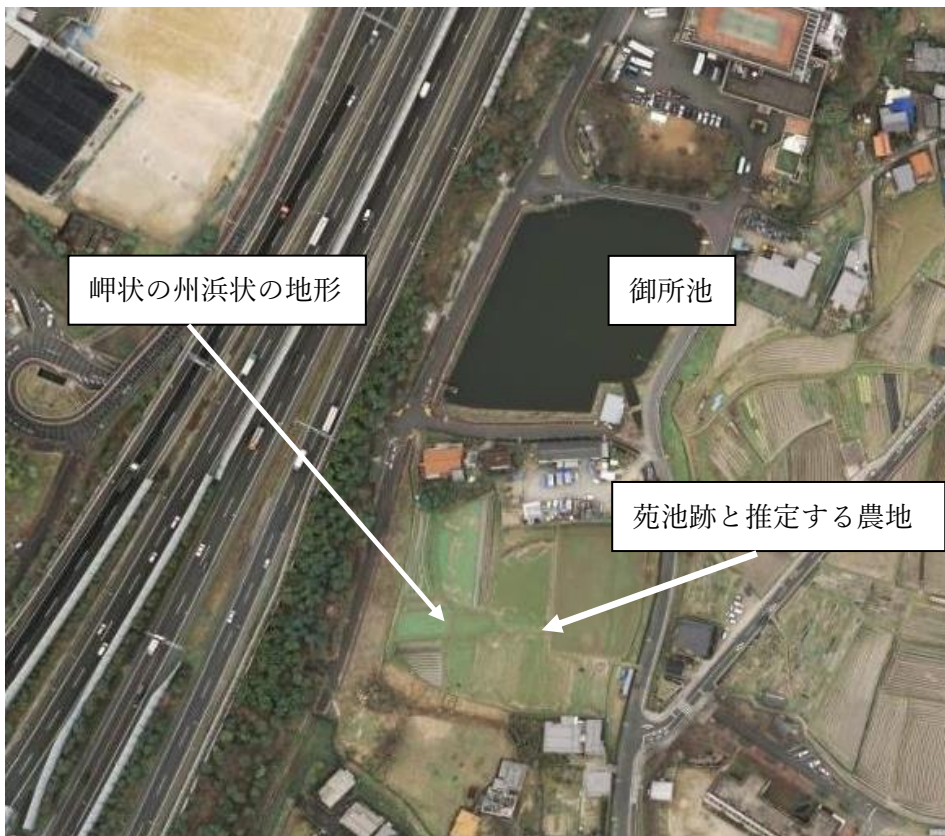 岬状の州浜状の地形
御所池
苑池跡と推定する農地